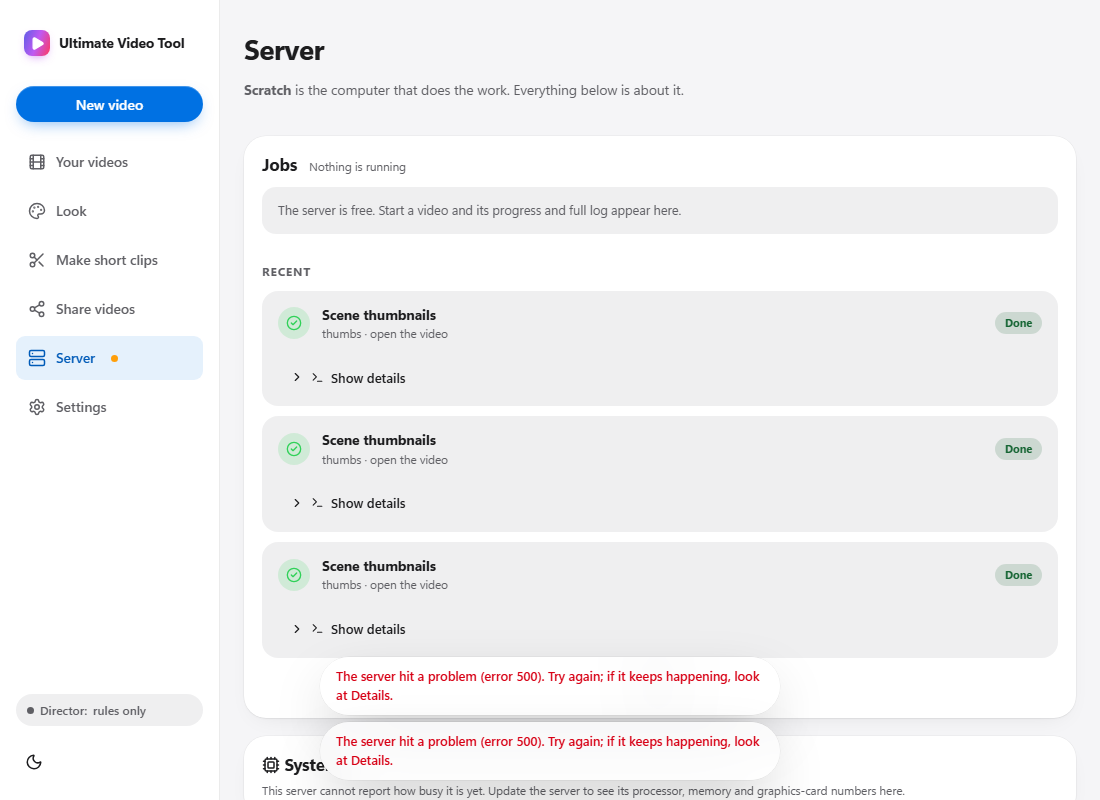 Ultimate Video Tool
New video
Your videos
Look
Make short clips
Share videos
Server
Settings
Director: rules only
Server
Scratch is the computer that does the work. Everything below is about it.
Jobs Nothing is running
The server is free. Start a video and its progress and full log appear here.
RECENT
Scene thumbnails
thumbs · open the video
Done
Show details
Scene thumbnails
thumbs · open the video
Done
Show details
Scene thumbnails
thumbs · open the video
Done
Show details
The server hit a problem (error 500). Try again; if it keeps happening, look
at Details.
The server hit a problem (error 500). Try again; if it keeps happening, look
at Details.
This server cannot report how busy it is yet. Update the server to see its processor, memory and graphics-card numbers here.